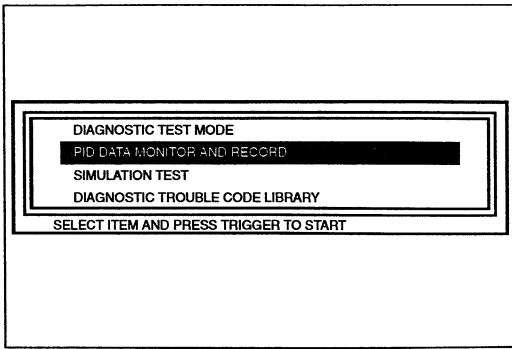 DIAGNOSTIC TEST MODE
PID DATA MONITOR AND RECORD
SIMULATION TEST
DIAGNOSTIC TROUBLE CODE LIBRARY
SELECT ITEM AND PRESS TRIGGER TO START